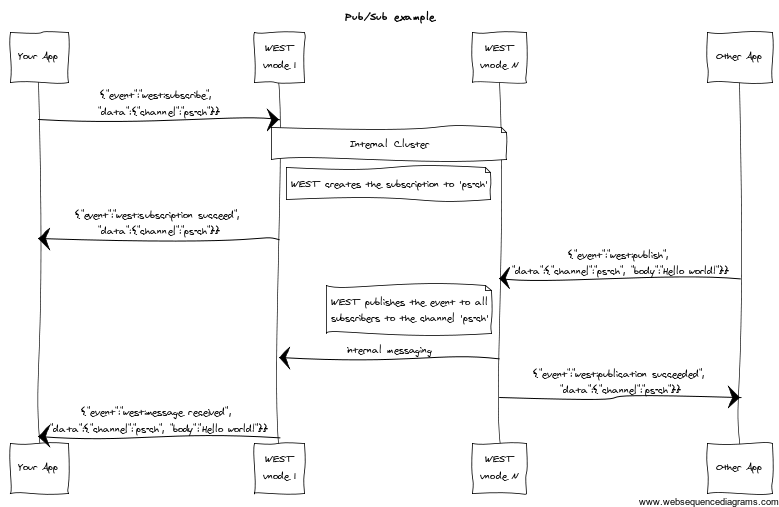 Pub/Sub example
Your App
WEST
vnode 1
WEST
vnode N
Other App
{"event":"west:subscribe",
"data":{"channel":"ps-ch"}}
Internal Cluster
WEST creates the subscription to 'ps-ch'
{"event":"west:subscription succeed",
"data":{"channel":"ps-ch"}}
{"event":"west:publish",
"data":{"channel":"ps-ch", "body":"Hello world!"}}
WEST publishes the event to all
subscribers to the channel 'ps-ch'
internal messaging
{"event":"west:publication succeeded",
"data":{"channel":"ps-ch"}}
{"event":"west:message received",
"data":{"channel":"ps-ch", "body":"Hello world!"}}
Your App
WEST
vnode 1
WEST
vnode N
Other App
www.websequencediagrams.com